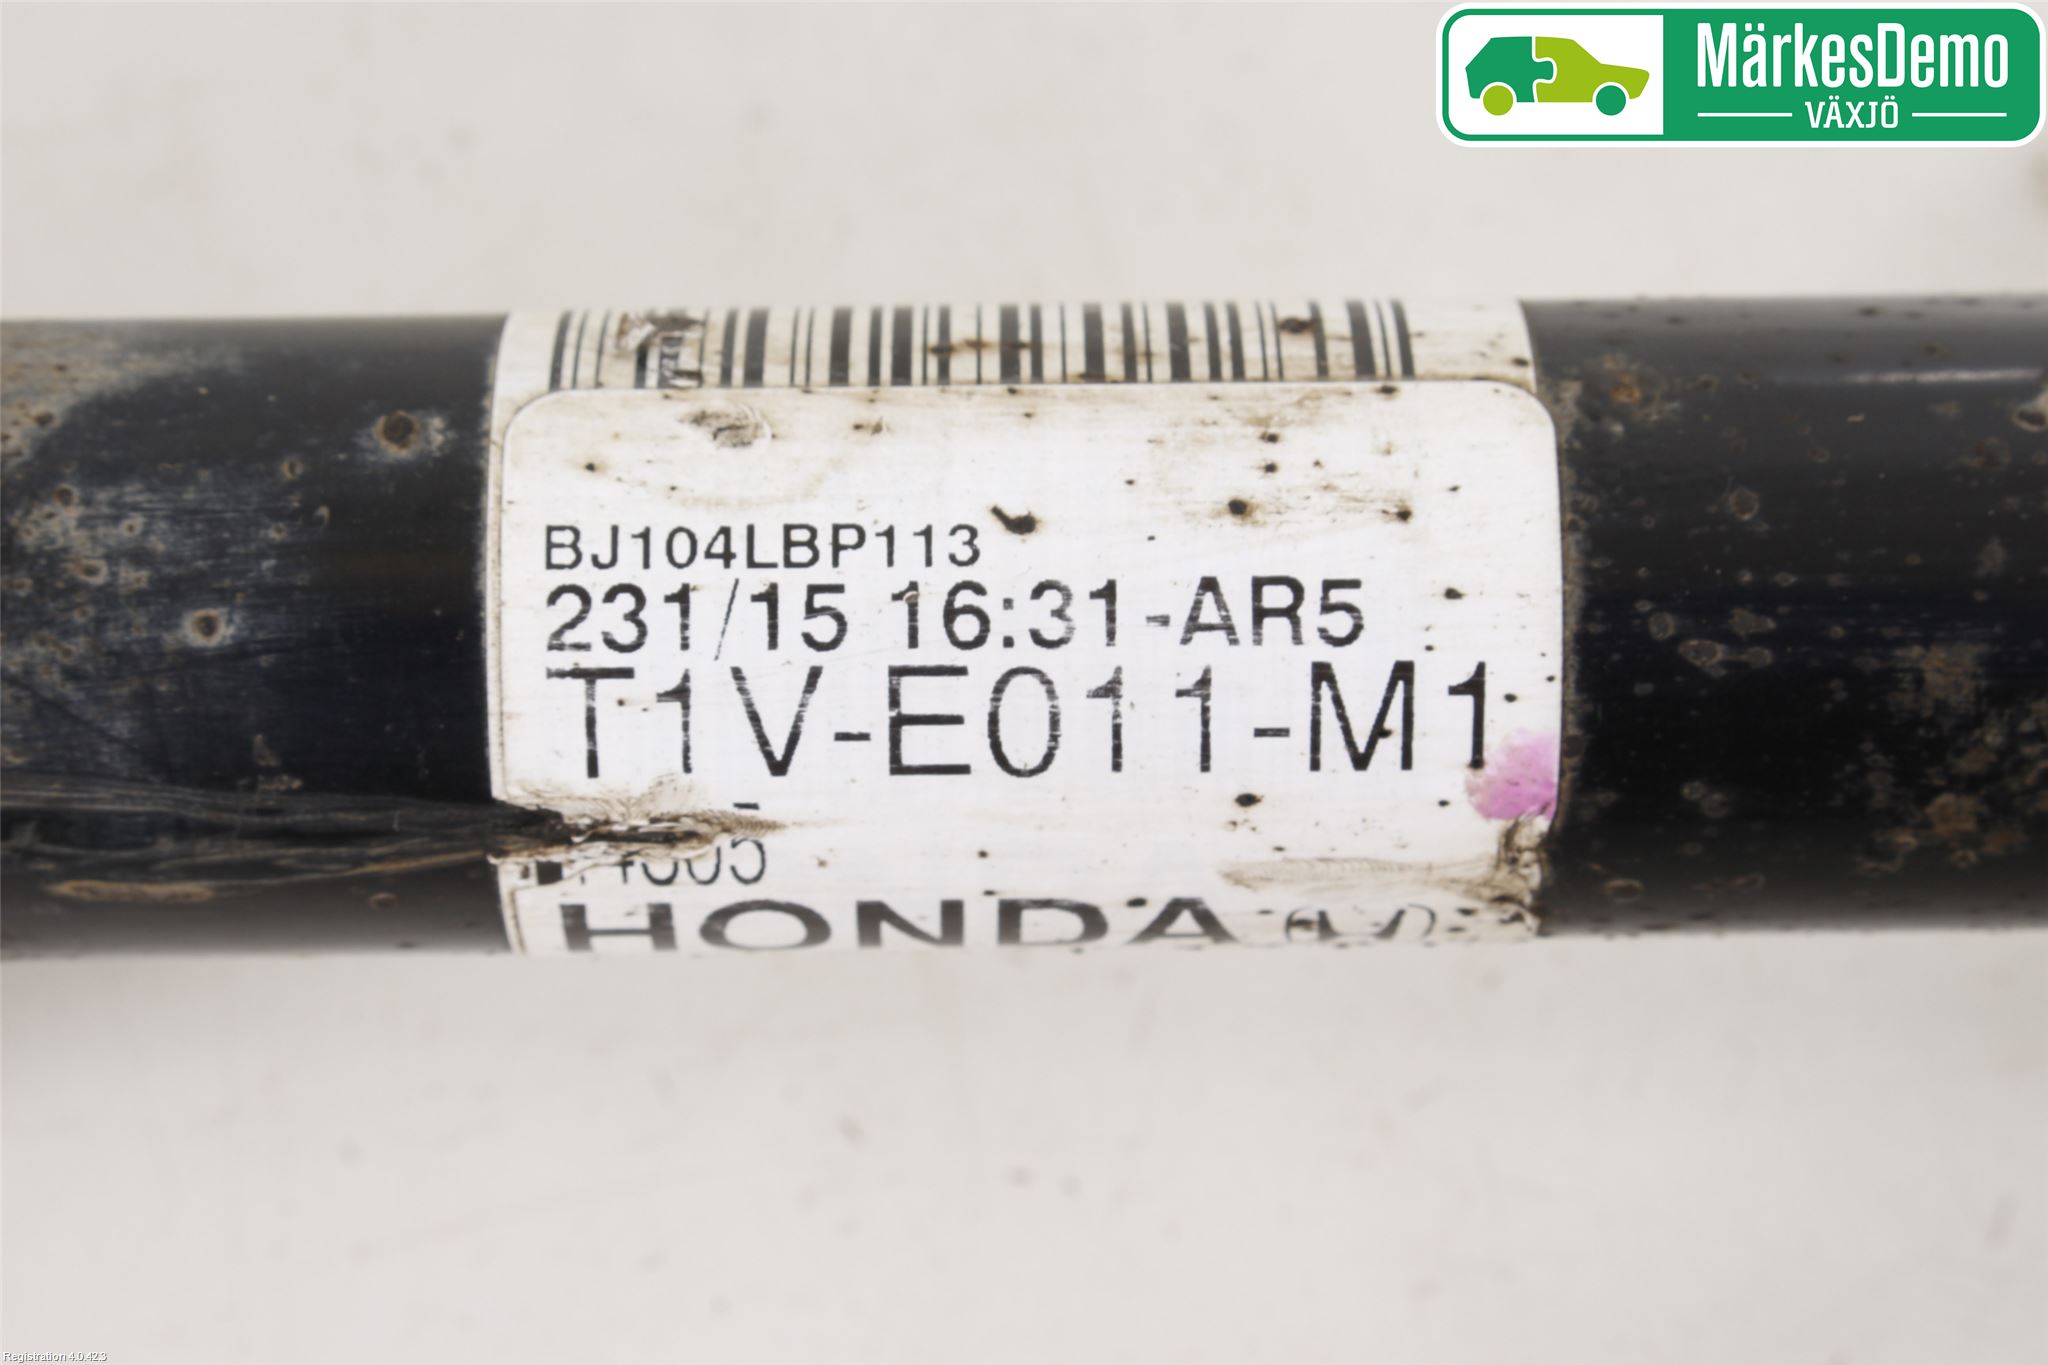 MärkesDemo
VÄXJÖ
BJ104LBP113
231/15 16:31-AR5
T1V-E011-M1
HONDA
Registration 4.0.42.3